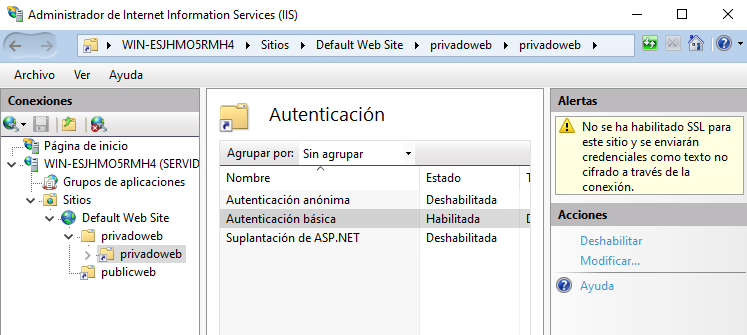 Administrador de Internet Information Services (IIS)
WIN-ESJHMO5RMH4 Sitios Default Web Site privadoweb privadoweb
Archivo Ver Ayuda
Conexiones
Página de inicio
WIN-ESJHMO5RMH4 (SERVID
Grupos de aplicaciones
Sitios
Default Web Site
privadoweb
privadoweb
publicweb
Autenticación
Agrupar por: Sin agrupar
Nombre Estado T
Autenticación anónima Deshabilitada
Autenticación básica Habilitada D
Suplantación de ASP.NET Deshabilitada
Alertas
No se ha habilitado SSL para
este sitio y se enviarán
credenciales como texto no
cifrado a través de la
conexión.
Acciones
Deshabilitar
Modificar...
Ayuda